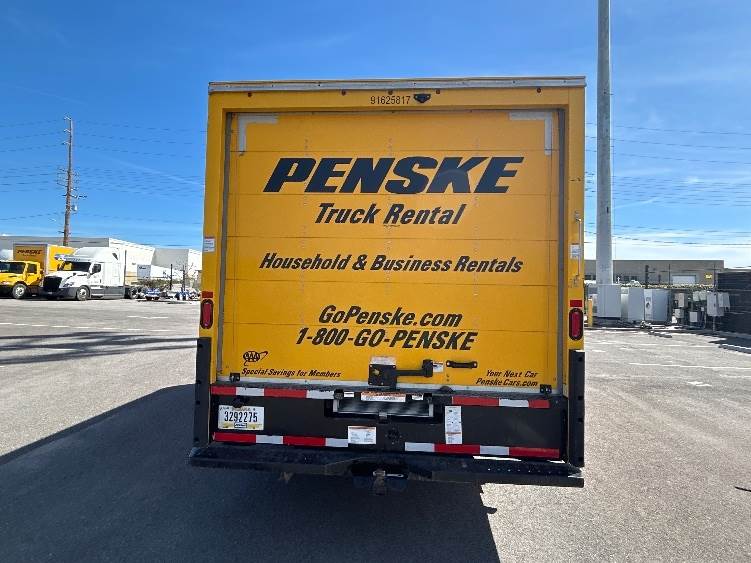 91625817
PENSKE
Truck Rental
Household & Business Rentals
GoPenske.com
1-800-GO-PENSKE
AAA
Special Savings for Members
Your Next Car
PenskeCars.com
3292275
PENSKE